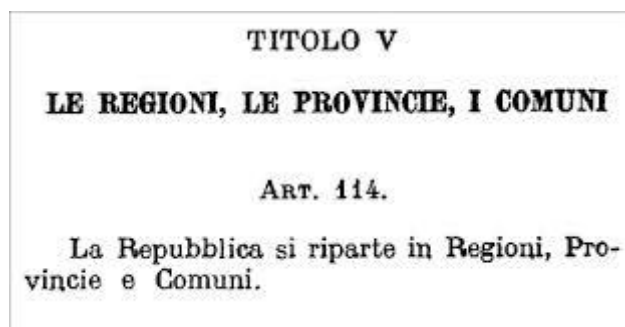 TITOLO V
LE REGIONI, LE PROVINCIE, I COMUNI
ART. 114.
La Repubblica si riparte in Regioni, Pro-
vincie e Comuni.